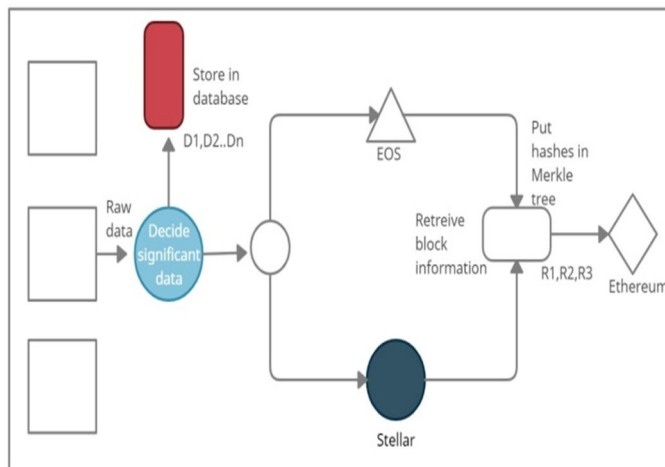 Store in
database
D1,D2..Dn
Raw
data
Decide
significant
data
EOS
Put
hashes in
Merkle
tree
Retreive
block
information
R1,R2,R3
Ethereum
Stellar